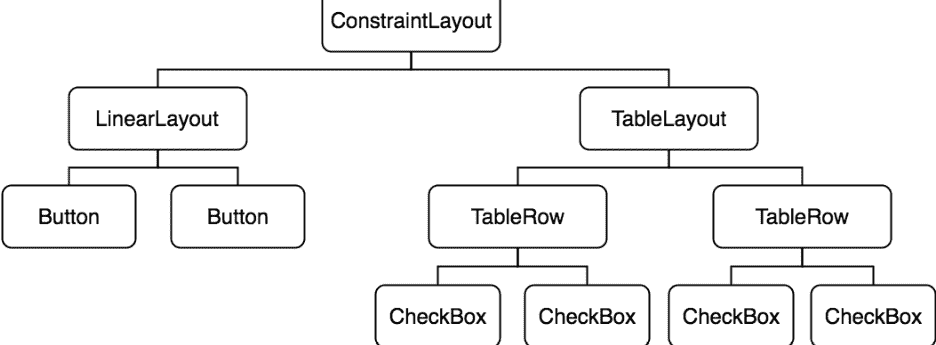 ConstraintLayout
LinearLayout TableLayout
Button Button TableRow TableRow
CheckBox CheckBox CheckBox CheckBox